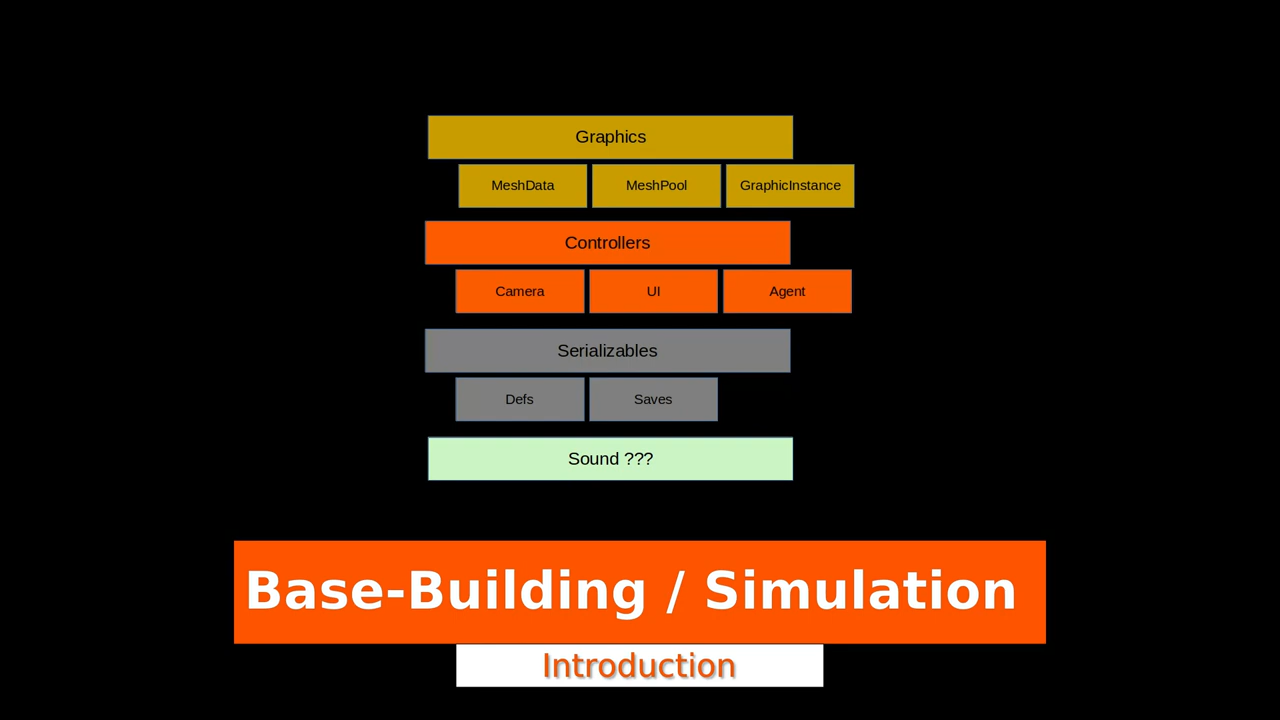 Graphics
MeshData MeshPool GraphicInstance
Controllers
Camera UI Agent
Serializables
Defs Saves
Sound ???
Base-Building / Simulation
Introduction